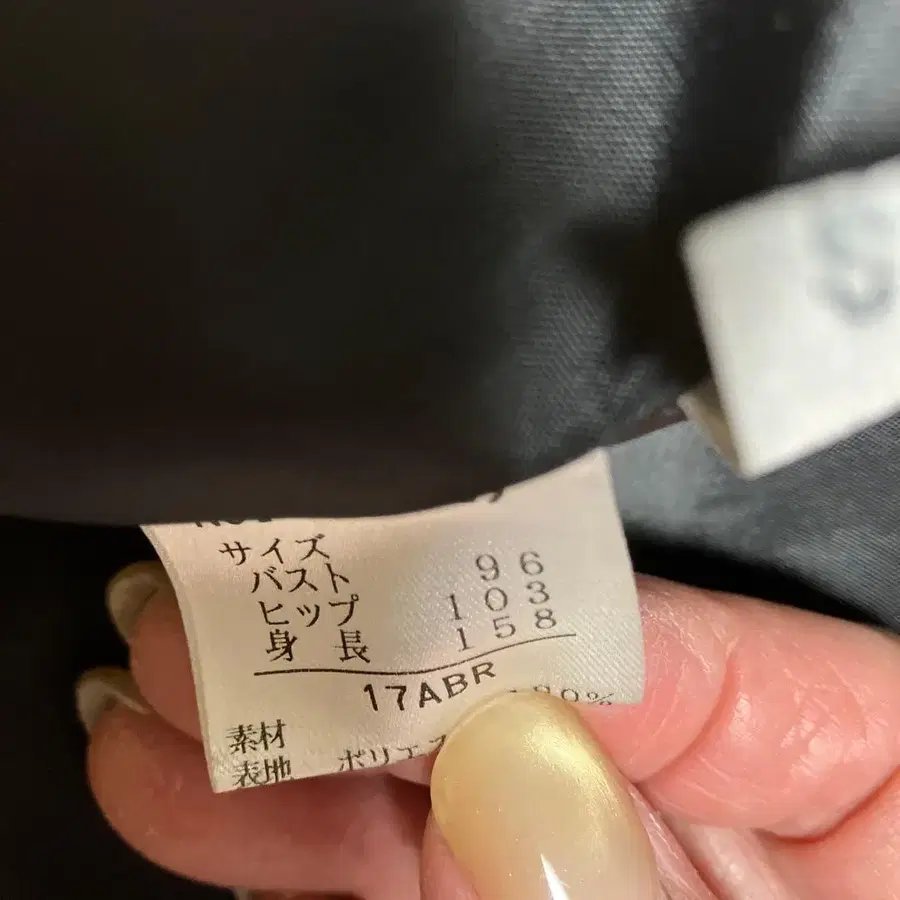 サイズ
バスト 96
ヒップ 103
身長 158
17ABR
素材
表地